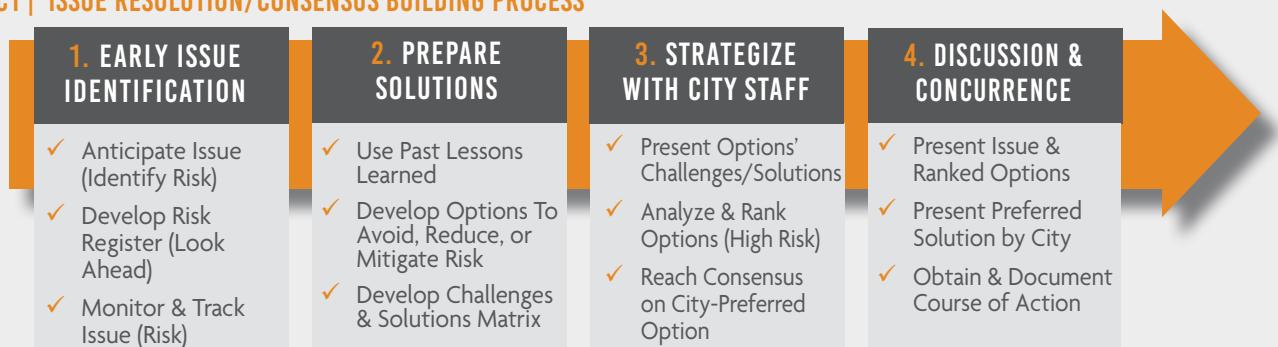 ISSUE RESOLUTION/CONSENSUS BUILDING PROCESS
1. EARLY ISSUE
IDENTIFICATION
✓ Anticipate Issue
(Identify Risk)
✓ Develop Risk
Register (Look
Ahead)
✓ Monitor & Track
Issue (Risk)
2. PREPARE
SOLUTIONS
✓ Use Past Lessons
Learned
✓ Develop Options To
Avoid, Reduce, or
Mitigate Risk
✓ Develop Challenges
& Solutions Matrix
3. STRATEGIZE
WITH CITY STAFF
✓ Present Options'
Challenges/Solutions
✓ Analyze & Rank
Options (High Risk)
✓ Reach Consensus
on City-Preferred
Option
4. DISCUSSION &
CONCURRENCE
✓ Present Issue &
Ranked Options
✓ Present Preferred
Solution by City
✓ Obtain & Document
Course of Action